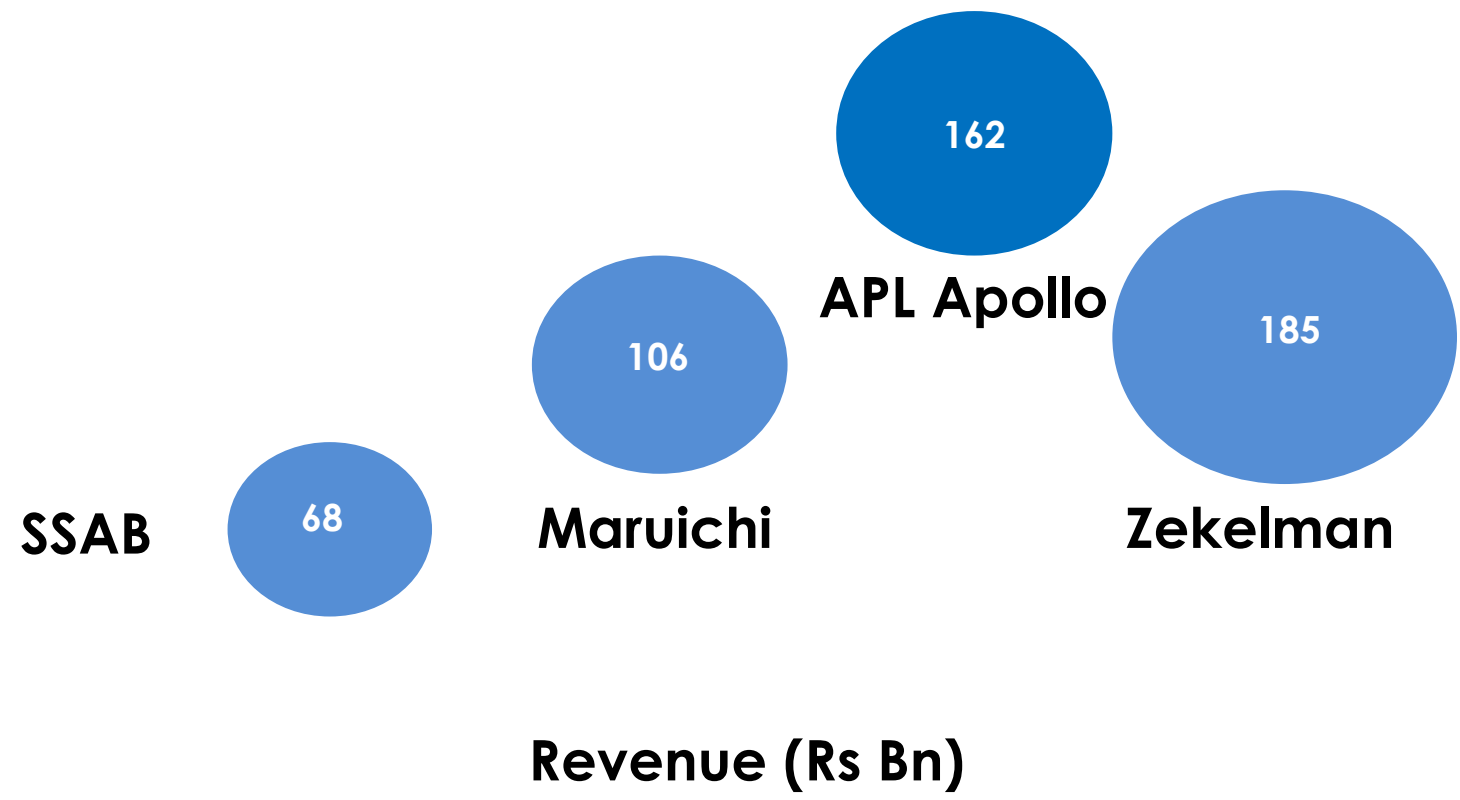 162
APL Apollo
185
106
SSAB
68
Maruichi
Zekelman
Revenue (Rs Bn)